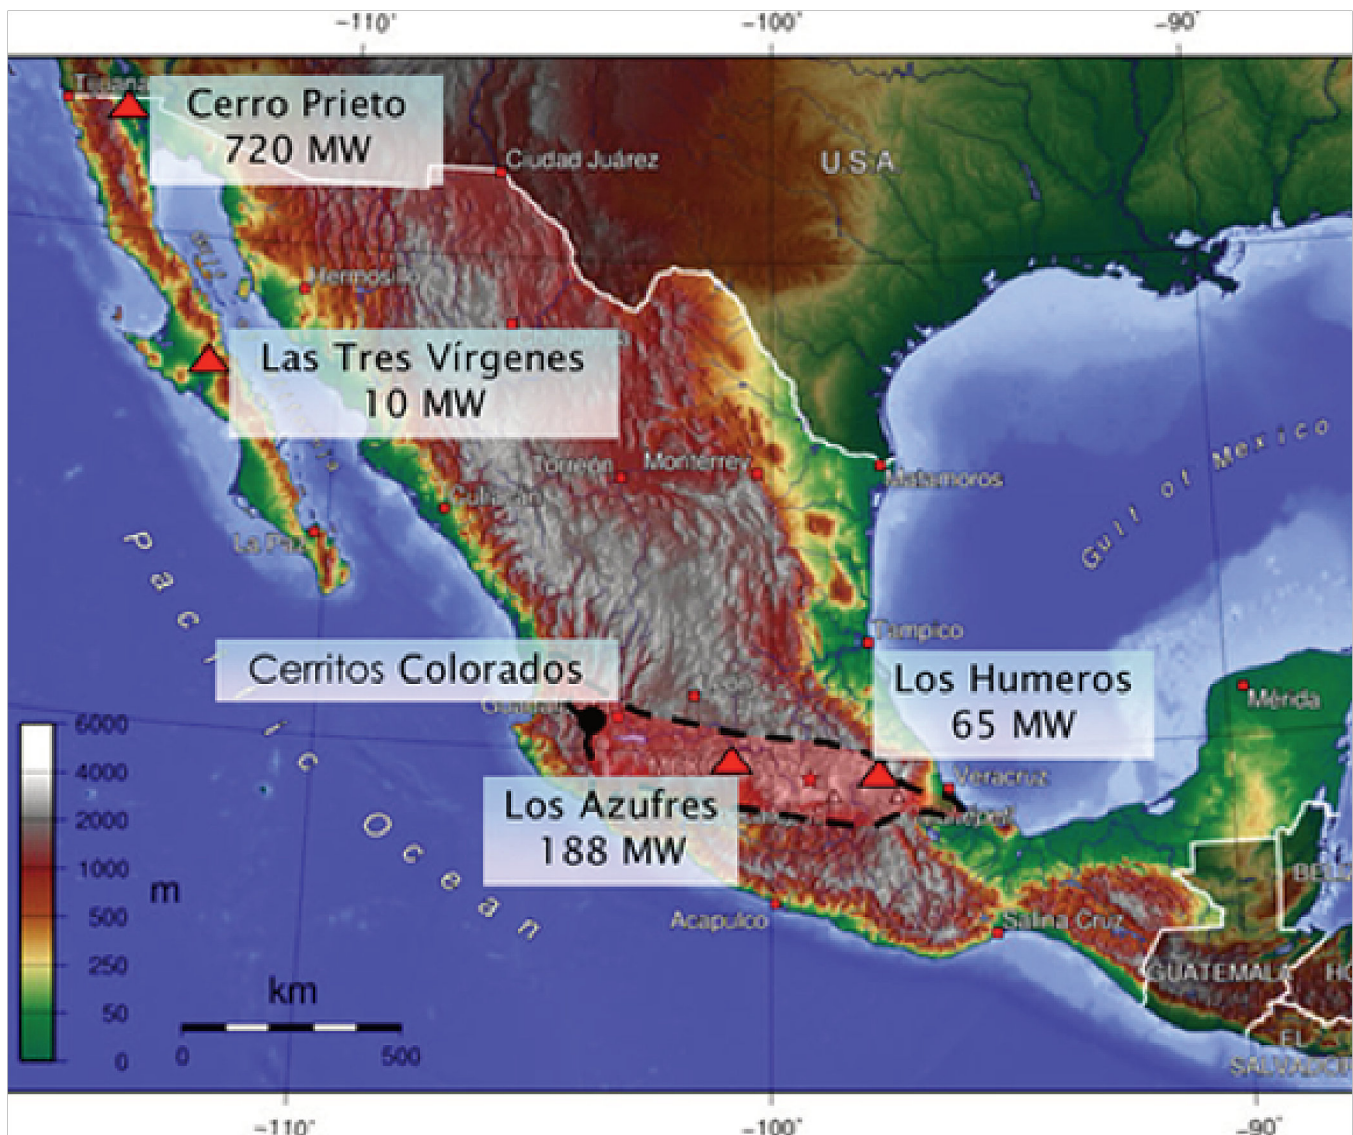 -110°
-100°
-90°
Tijuana
Cerro Prieto
720 MW
Ciudad Juárez
U.S.A.
Hermosillo
Las Tres Vírgenes
10 MW
Torreón
Monterrey
Matamoros
Culiacán
La Paz
Gulf of Mexico
Pacific Ocean
Tampico
Cerritos Colorados
Los Humeros
65 MW
Mérida
Veracruz
Los Azufres
188 MW
Acapulco
Salina Cruz
GUATEMALA
EL
SALVADOR
6000
4000
2000
1000
500
250
50
0
m
km
0
500
-110°
-100°
-90°